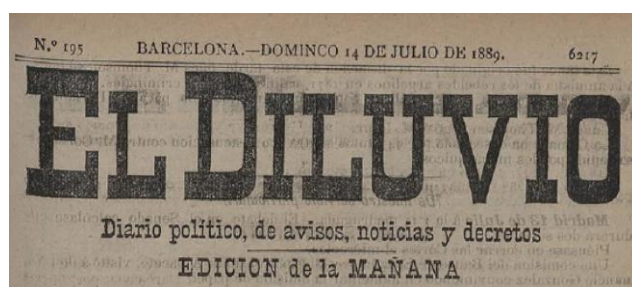 N.º 195 BARCELONA.—DOMINGO 14 DE JULIO DE 1889. 6217
EL DILUVIO
Diario político, de avisos, noticias y decretos
EDICION de la MAÑANA